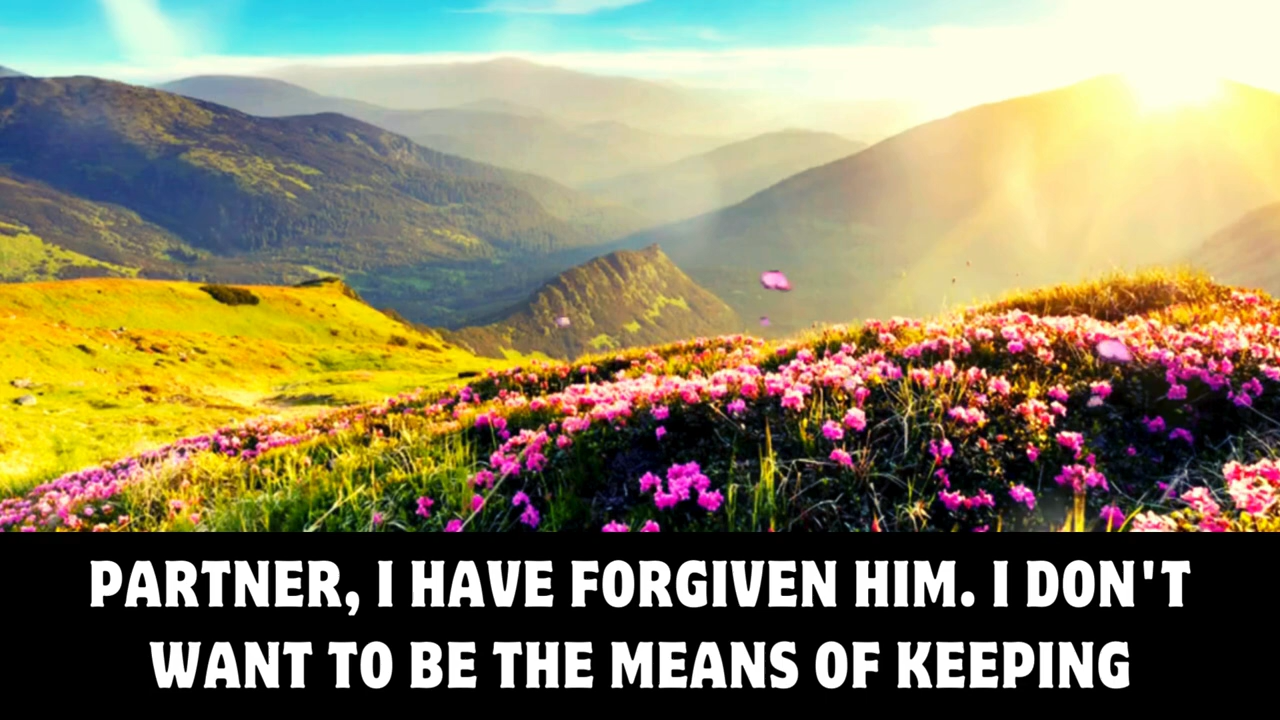 PARTNER, I HAVE FORGIVEN HIM. I DON'T
WANT TO BE THE MEANS OF KEEPING